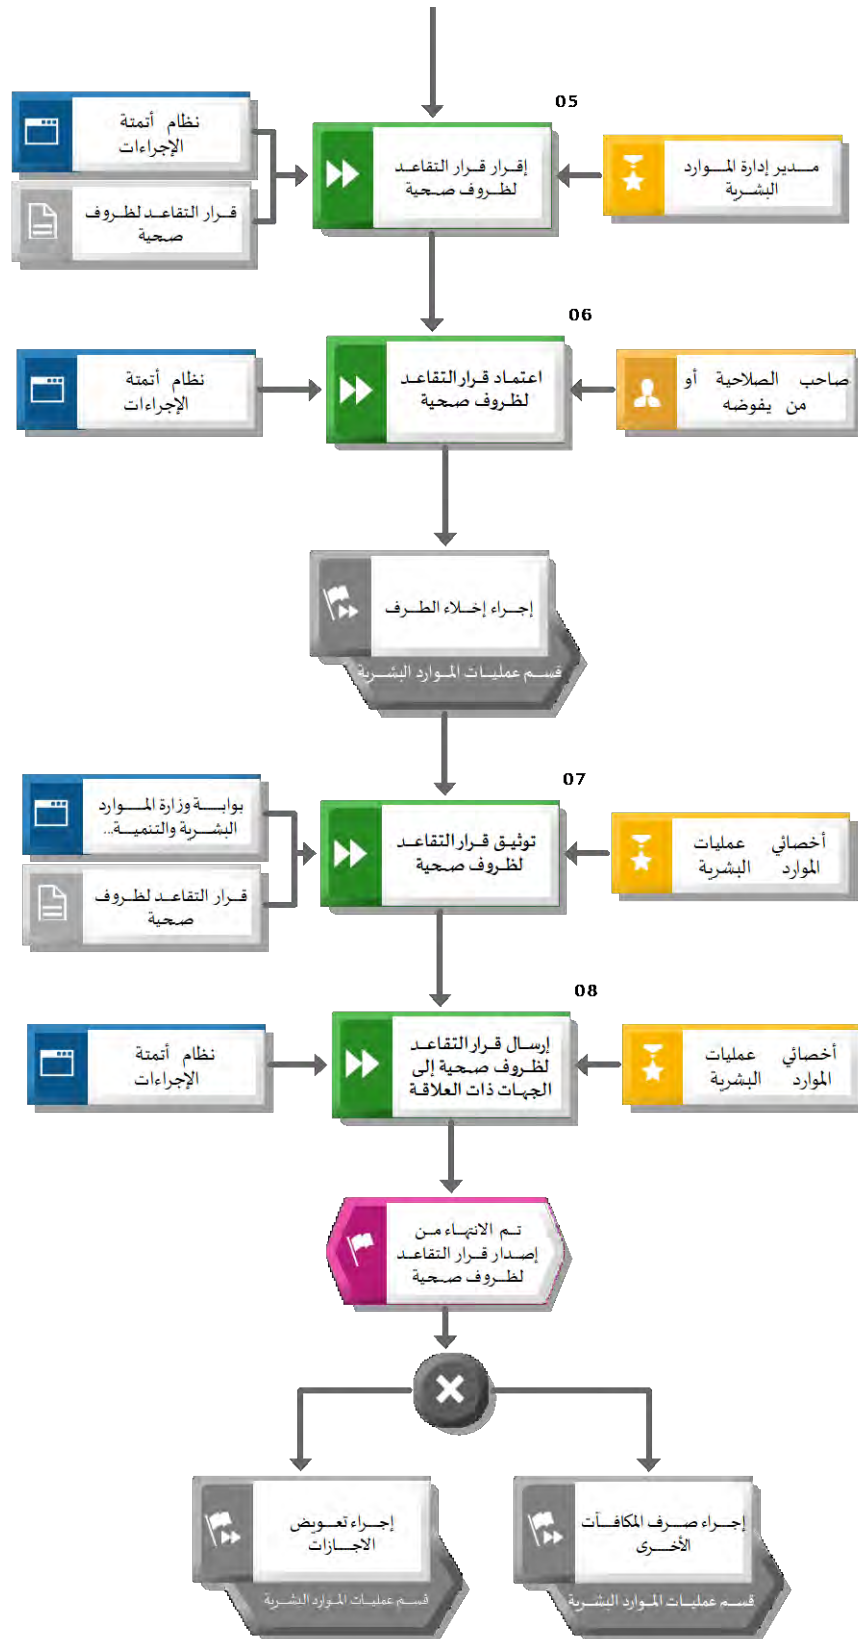 05
مدير إدارة الموارد
البشرية
إقرار قرار التقاعد
لظروف صحية
نظام أتمتة
الإجراءات
قرار التقاعد لظروف
صحية
06
صاحب الصلاحية أو
من يفوضه
اعتماد قرار التقاعد
لظروف صحية
نظام أتمتة
الإجراءات
إجراء إخلاء الطرف
قسم عمليات الموارد البشرية
07
أخصائي عمليات
الموارد البشرية
توثيق قرار التقاعد
لظروف صحية
بوابة وزارة الموارد
البشرية والتنمية...
قرار التقاعد لظروف
صحية
08
أخصائي عمليات
الموارد البشرية
إرسال قرار التقاعد
لظروف صحية إلى
الجهات ذات العلاقة
نظام أتمتة
الإجراءات
تم الانتهاء من
إصدار قرار التقاعد
لظروف صحية
إجراء صرف المكافآت
الأخرى
قسم عمليات الموارد البشرية
إجراء تعويض
الاجازات
قسم عمليات الموارد البشرية